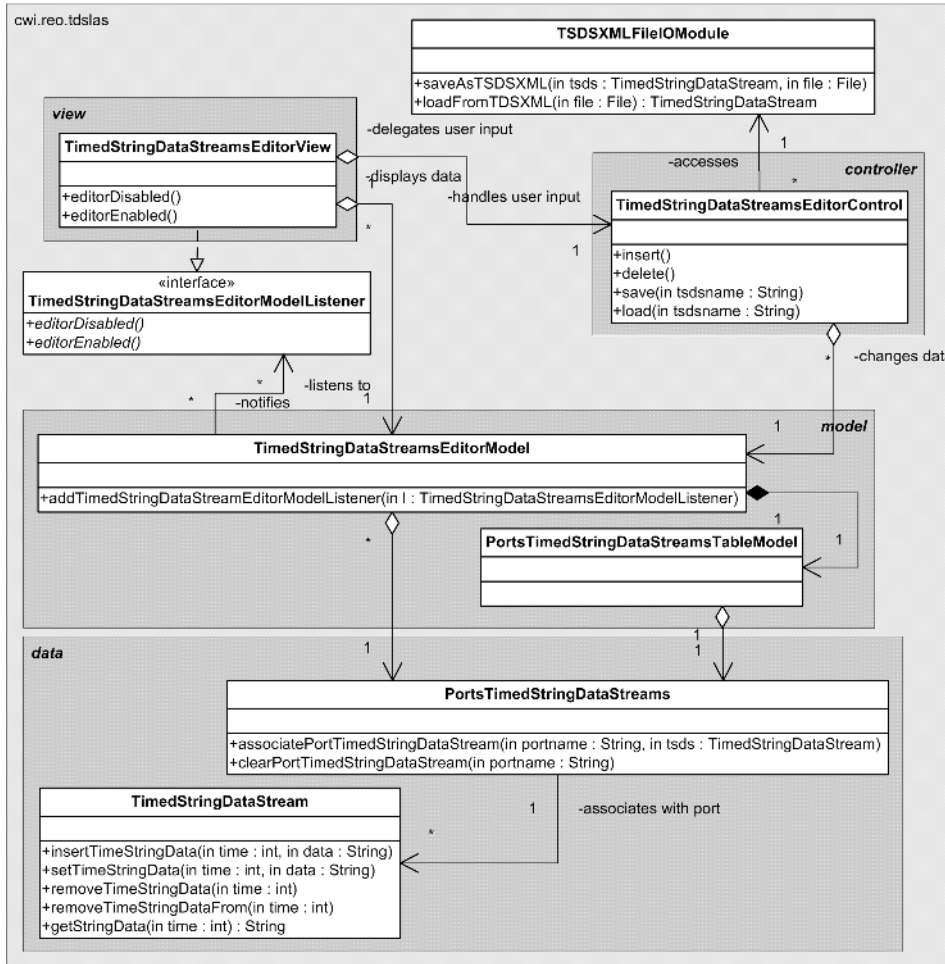 cwi.reo.tdslas
TSDSXMLFileIOModule
+saveAsTSDSXML(in tsds : TimedStringDataStream, in file : File)
+loadFromTDSXML(in file : File) : TimedStringDataStream
view
TimedStringDataStreamsEditorView
+editorDisabled()
+editorEnabled()
-delegates user input
-displays data
1
*
-handles user input
1
1
-accesses
*
controller
TimedStringDataStreamsEditorControl
+insert()
+delete()
+save(in tsdsname : String)
+load(in tsdsname : String)
«interface»
TimedStringDataStreamsEditorModelListener
+editorDisabled()
+editorEnabled()
*
-changes data
*
-listens to
*
-notifies
1
1
model
TimedStringDataStreamsEditorModel
+addTimedStringDataStreamEditorModelListener(in l : TimedStringDataStreamsEditorModelListener)
*
1
1
PortsTimedStringDataStreamsTableModel
1
1
1
data
PortsTimedStringDataStreams
+associatePortTimedStringDataStream(in portname : String, in tsds : TimedStringDataStream)
+clearPortTimedStringDataStream(in portname : String)
1
-associates with port
*
TimedStringDataStream
+insertTimeStringData(in time : int, in data : String)
+setTimeStringData(in time : int, in data : String)
+removeTimeStringData(in time : int)
+removeTimeStringDataFrom(in time : int)
+getStringData(in time : int) : String